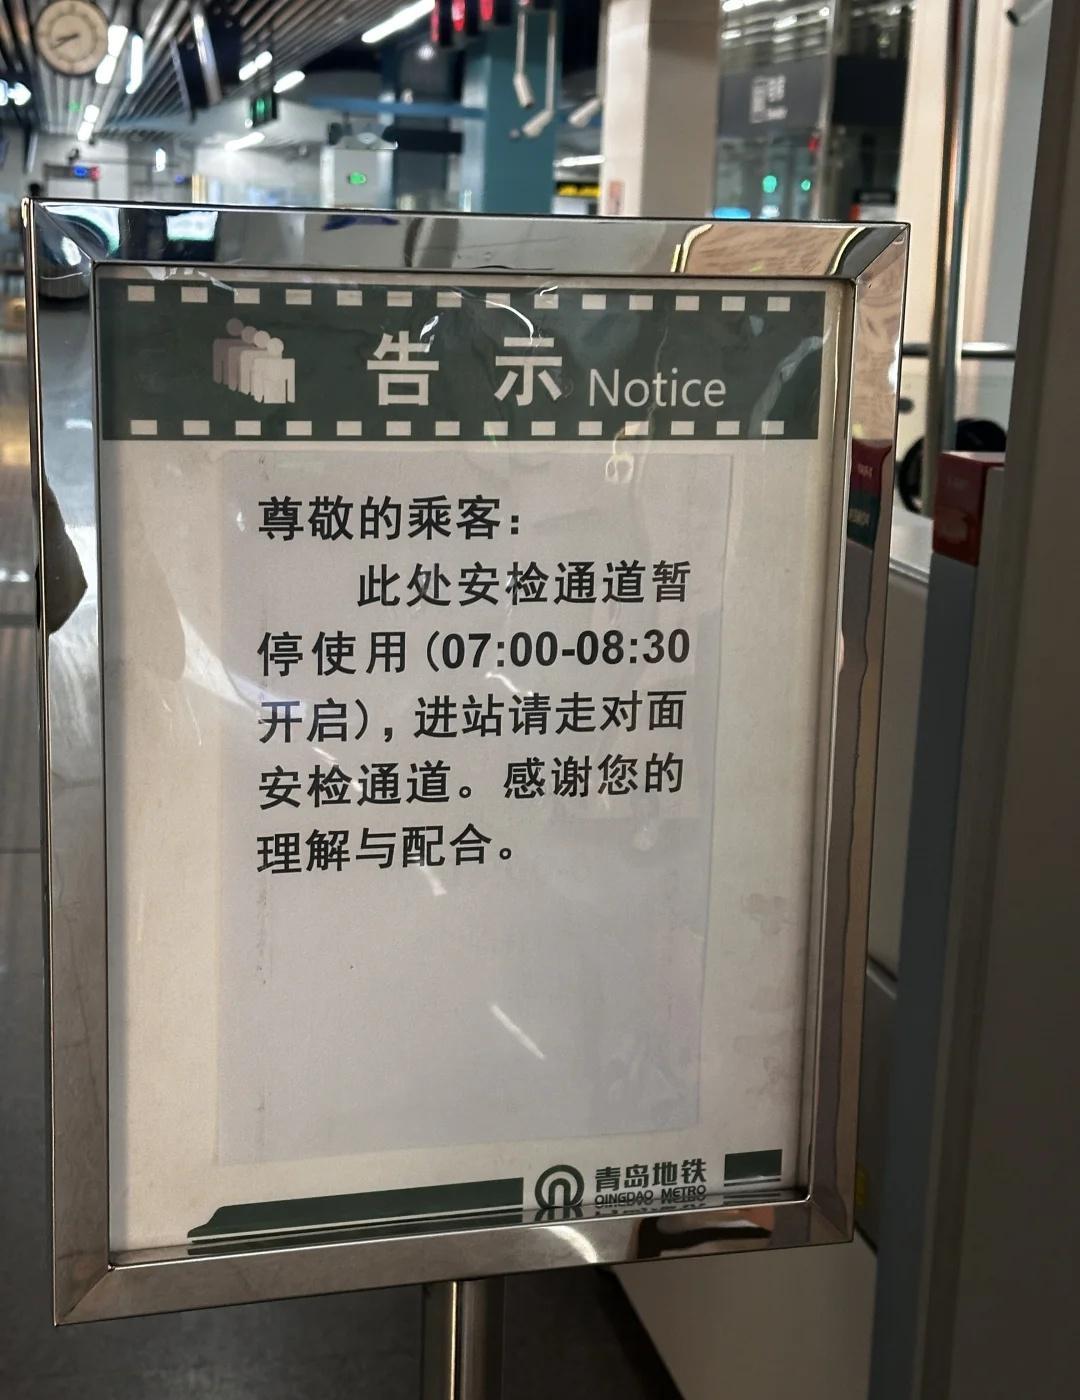 告示 Notice
尊敬的乘客：
此处安检通道暂
停使用(07:00-08:30
开启)，进站请走对面
安检通道。感谢您的
理解与配合。
青岛地铁
QINGDAO METRO